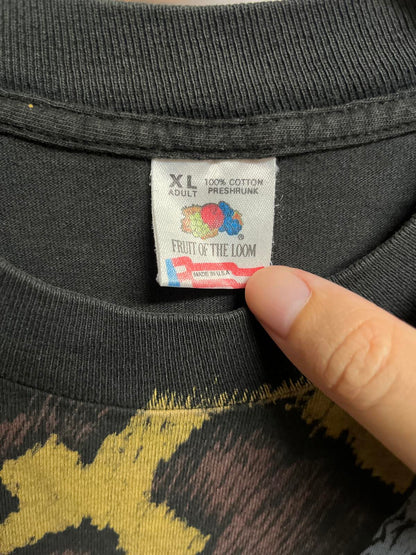 XL 100% COTTON
ADULT PRESHRUNK
®
FRUIT OF THE LOOM
MADE IN U.S.A.